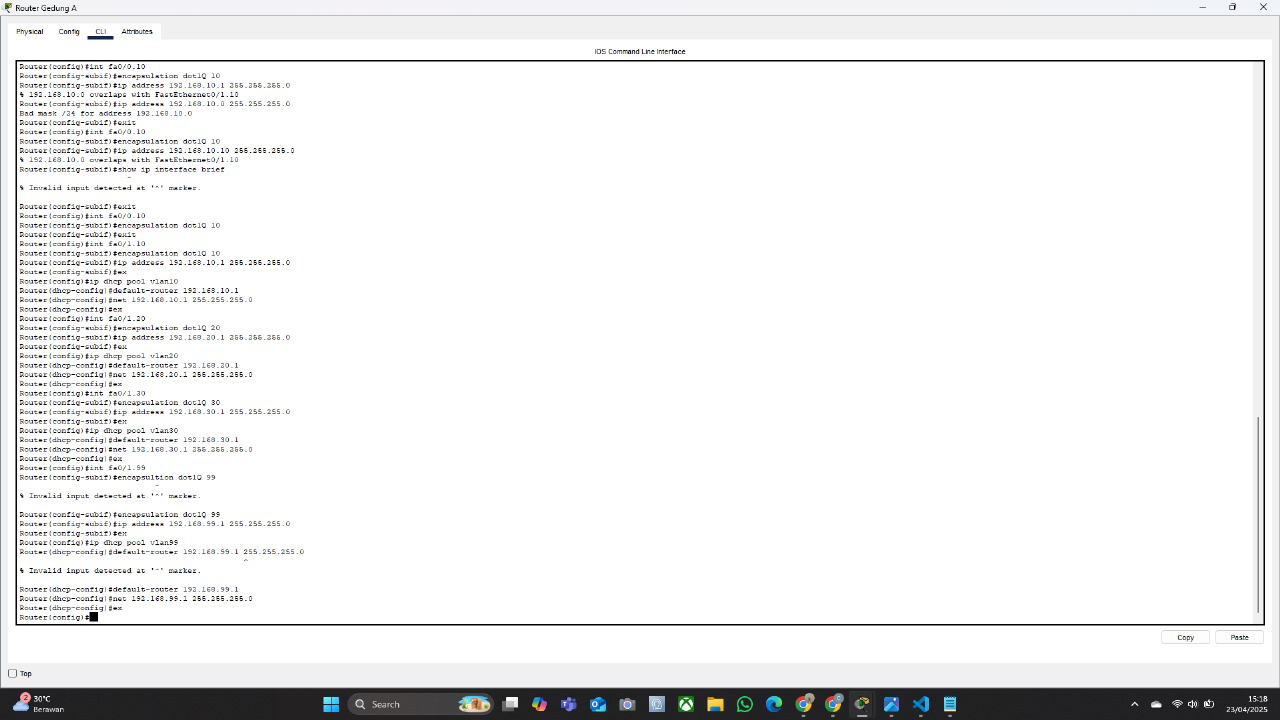 Router Gedung A
Physical Config CLI Attributes
IOS Command Line Interface
Router(config)#int fa0/0.10
Router(config-subif)#encapsulation dot1Q 10
Router(config-subif)#ip address 192.168.10.1 255.255.255.0
% 192.168.10.0 overlaps with FastEthernet0/1.10
Router(config-subif)#ip address 192.168.10.0 255.255.255.0
Bad mask /24 for address 192.168.10.0
Router(config-subif)#exit
Router(config)#int fa0/0.10
Router(config-subif)#encapsulation dot1Q 10
Router(config-subif)#ip address 192.168.10.10 255.255.255.0
% 192.168.10.0 overlaps with FastEthernet0/1.10
Router(config-subif)#show ip interface brief
^
% Invalid input detected at '^' marker.
Router(config-subif)#exit
Router(config)#int fa0/0.10
Router(config-subif)#encapsulation dot1Q 10
Router(config-subif)#exit
Router(config)#int fa0/1.10
Router(config-subif)#encapsulation dot1Q 10
Router(config-subif)#ip address 192.168.10.1 255.255.255.0
Router(config-subif)#ex
Router(config)#ip dhcp pool vlan10
Router(dhcp-config)#default-router 192.168.10.1
Router(dhcp-config)#net 192.168.10.1 255.255.255.0
Router(dhcp-config)#ex
Router(config)#int fa0/1.20
Router(config-subif)#encapsulation dot1Q 20
Router(config-subif)#ip address 192.168.20.1 255.255.255.0
Router(config-subif)#ex
Router(config)#ip dhcp pool vlan20
Router(dhcp-config)#default-router 192.168.20.1
Router(dhcp-config)#net 192.168.20.1 255.255.255.0
Router(dhcp-config)#ex
Router(config)#int fa0/1.30
Router(config-subif)#encapsulation dot1Q 30
Router(config-subif)#ip address 192.168.30.1 255.255.255.0
Router(config-subif)#ex
Router(config)#ip dhcp pool vlan30
Router(dhcp-config)#default-router 192.168.30.1
Router(dhcp-config)#net 192.168.30.1 255.255.255.0
Router(dhcp-config)#ex
Router(config)#int fa0/1.99
Router(config-subif)#encapsultion dot1Q 99
^
% Invalid input detected at '^' marker.
Router(config-subif)#encapsulation dot1Q 99
Router(config-subif)#ip address 192.168.99.1 255.255.255.0
Router(config-subif)#ex
Router(config)#ip dhcp pool vlan99
Router(dhcp-config)#default-router 192.168.99.1 255.255.255.0
^
% Invalid input detected at '^' marker.
Router(dhcp-config)#default-router 192.168.99.1
Router(dhcp-config)#net 192.168.99.1 255.255.255.0
Router(dhcp-config)#ex
Router(config)#
Copy Paste
Top
2 30°C
Berawan
Search
15:18
23/04/2025